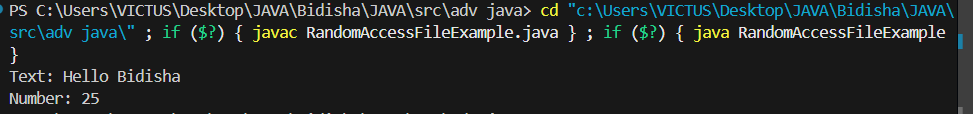 PS C:\Users\VICTUS\Desktop\JAVA\Bidisha\JAVA\src\adv java> cd "c:\Users\VICTUS\Desktop\JAVA\Bidisha\JAVA\
src\adv java\" ; if ($?) { javac RandomAccessFileExample.java } ; if ($?) { java RandomAccessFileExample
}
Text: Hello Bidisha
Number: 25